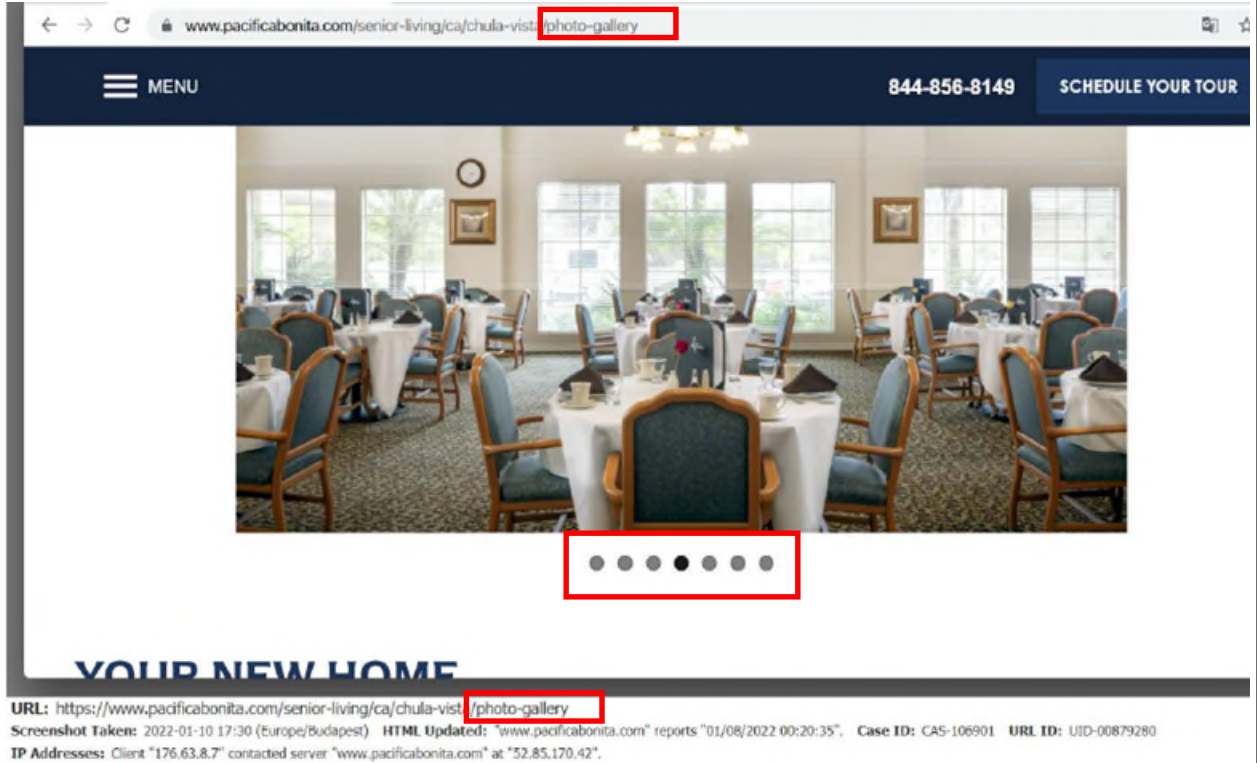 www.pacificabonita.com/senior-living/ca/chula-vista/photo-gallery
MENU
844-856-8149
SCHEDULE YOUR TOUR
YOUR NEW HOME
URL: https://www.pacificabonita.com/senior-living/ca/chula-vista/photo-gallery
Screenshot Taken: 2022-01-10 17:30 (Europe/Budapest) HTML Updated: "www.pacificabonita.com" reports "01/08/2022 00:20:35". Case ID: CAS-106901 URL ID: UID-00879280
IP Addresses: Client "176.63.8.7" contacted server "www.pacificabonita.com" at "52.85.170.42".